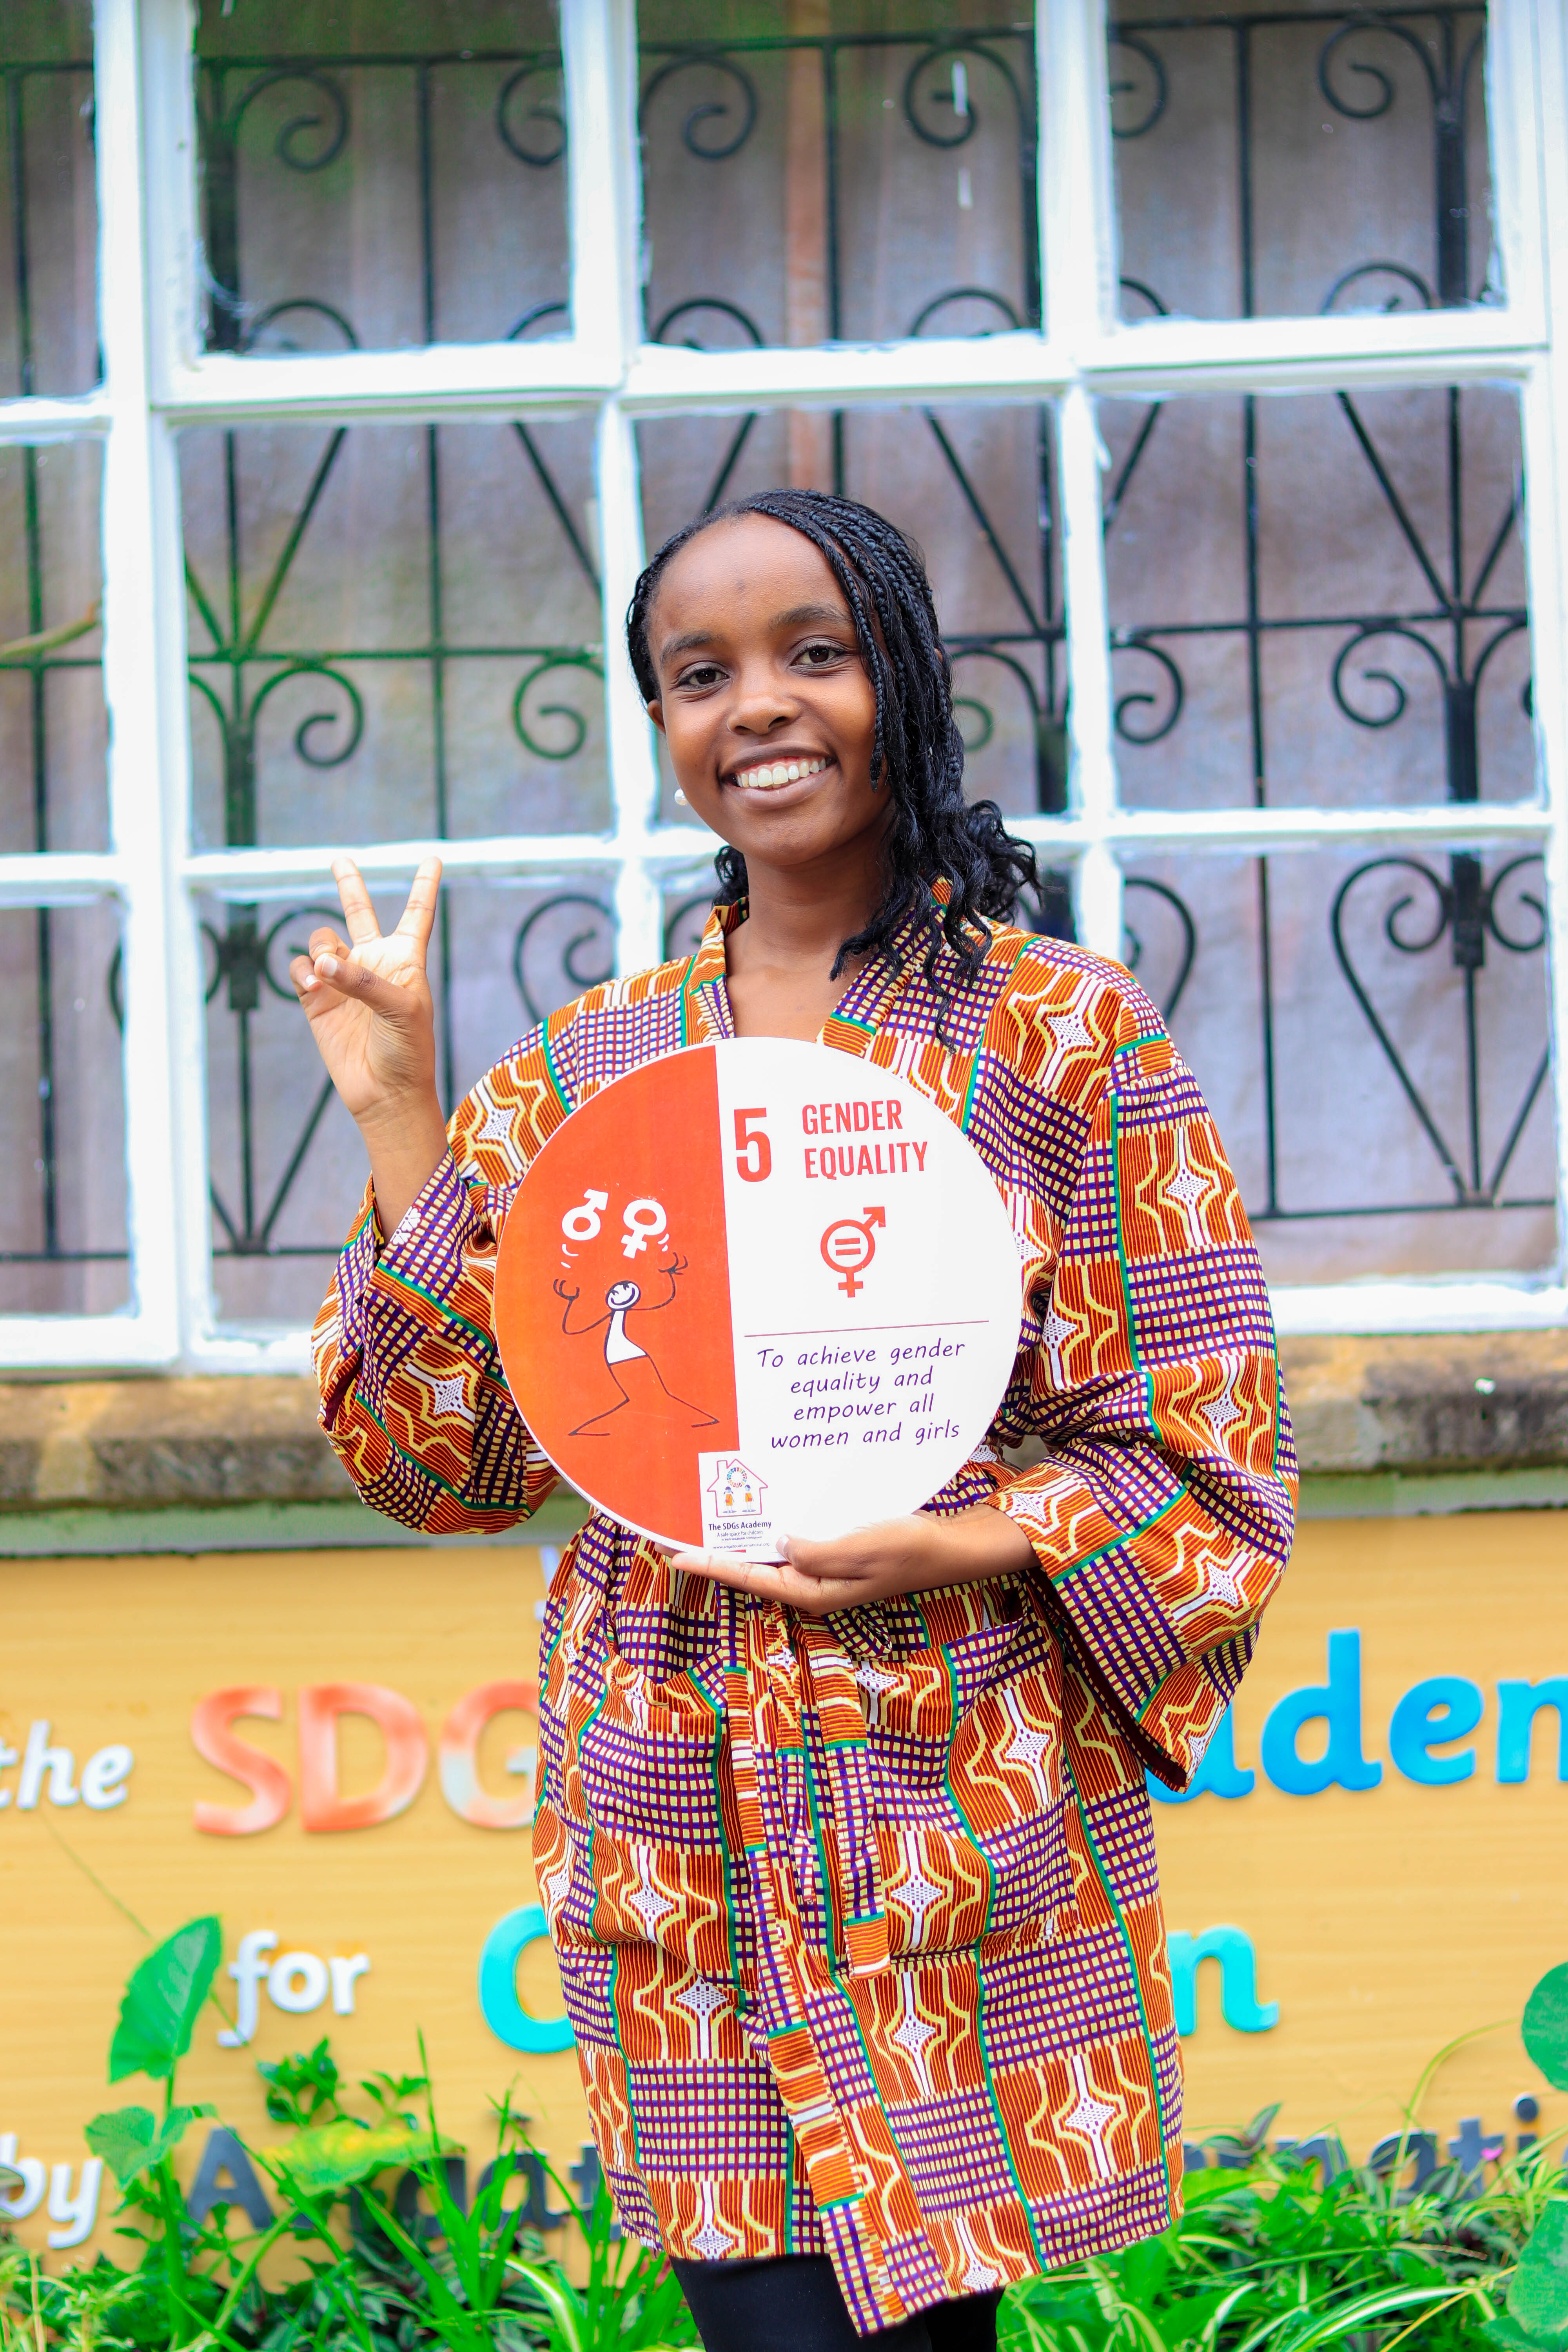 5 GENDER
EQUALITY
To achieve gender
equality and
empower all
women and girls
The SDGs Academy
the SDG
for
by